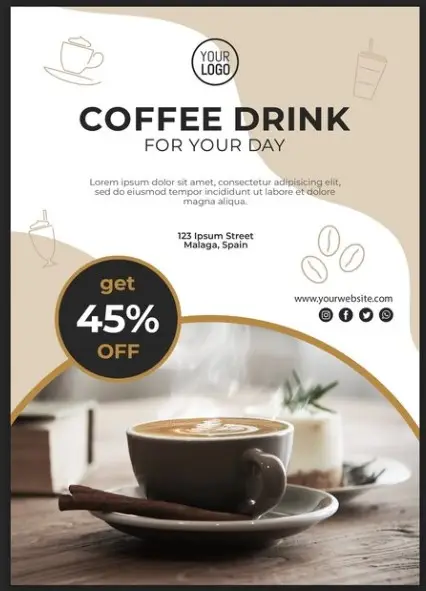 YOUR
LOGO
COFFEE DRINK
FOR YOUR DAY
Lorem ipsum dolor sit amet, consectetur adipisicing elit,
sed do eiusmod tempor incididunt ut labore et dolore
magna aliqua.
123 Ipsum Street
Malaga, Spain
www.yourwebsite.com
get
45%
OFF